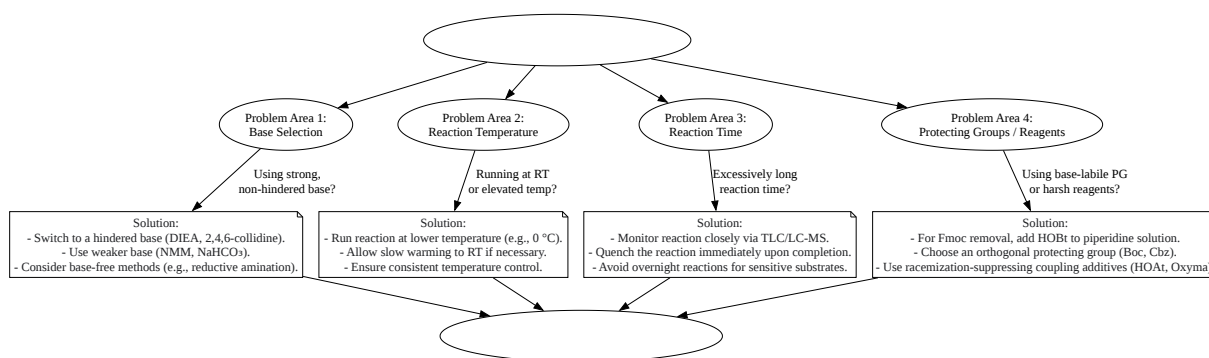 Problem Area 1:
Base Selection
Problem Area 2:
Reaction Temperature
Problem Area 3:
Reaction Time
Problem Area 4:
Protecting Groups / Reagents
Using strong,
non-hindered base?
Running at RT
or elevated temp?
Excessively long
reaction time?
Using base-labile PG
or harsh reagents?
Solution:
- Switch to a hindered base (DIEA, 2,4,6-collidine).
- Use weaker base (NMM, NaHCO₃).
- Consider base-free methods (e.g., reductive amination).
Solution:
- Run reaction at lower temperature (e.g., 0 °C).
- Allow slow warming to RT if necessary.
- Ensure consistent temperature control.
Solution:
- Monitor reaction closely via TLC/LC-MS.
- Quench the reaction immediately upon completion.
- Avoid overnight reactions for sensitive substrates.
Solution:
- For Fmoc removal, add HOBt to piperidine solution.
- Choose an orthogonal protecting group (Boc, Cbz).
- Use racemization-suppressing coupling additives (HOAt, Oxyma)